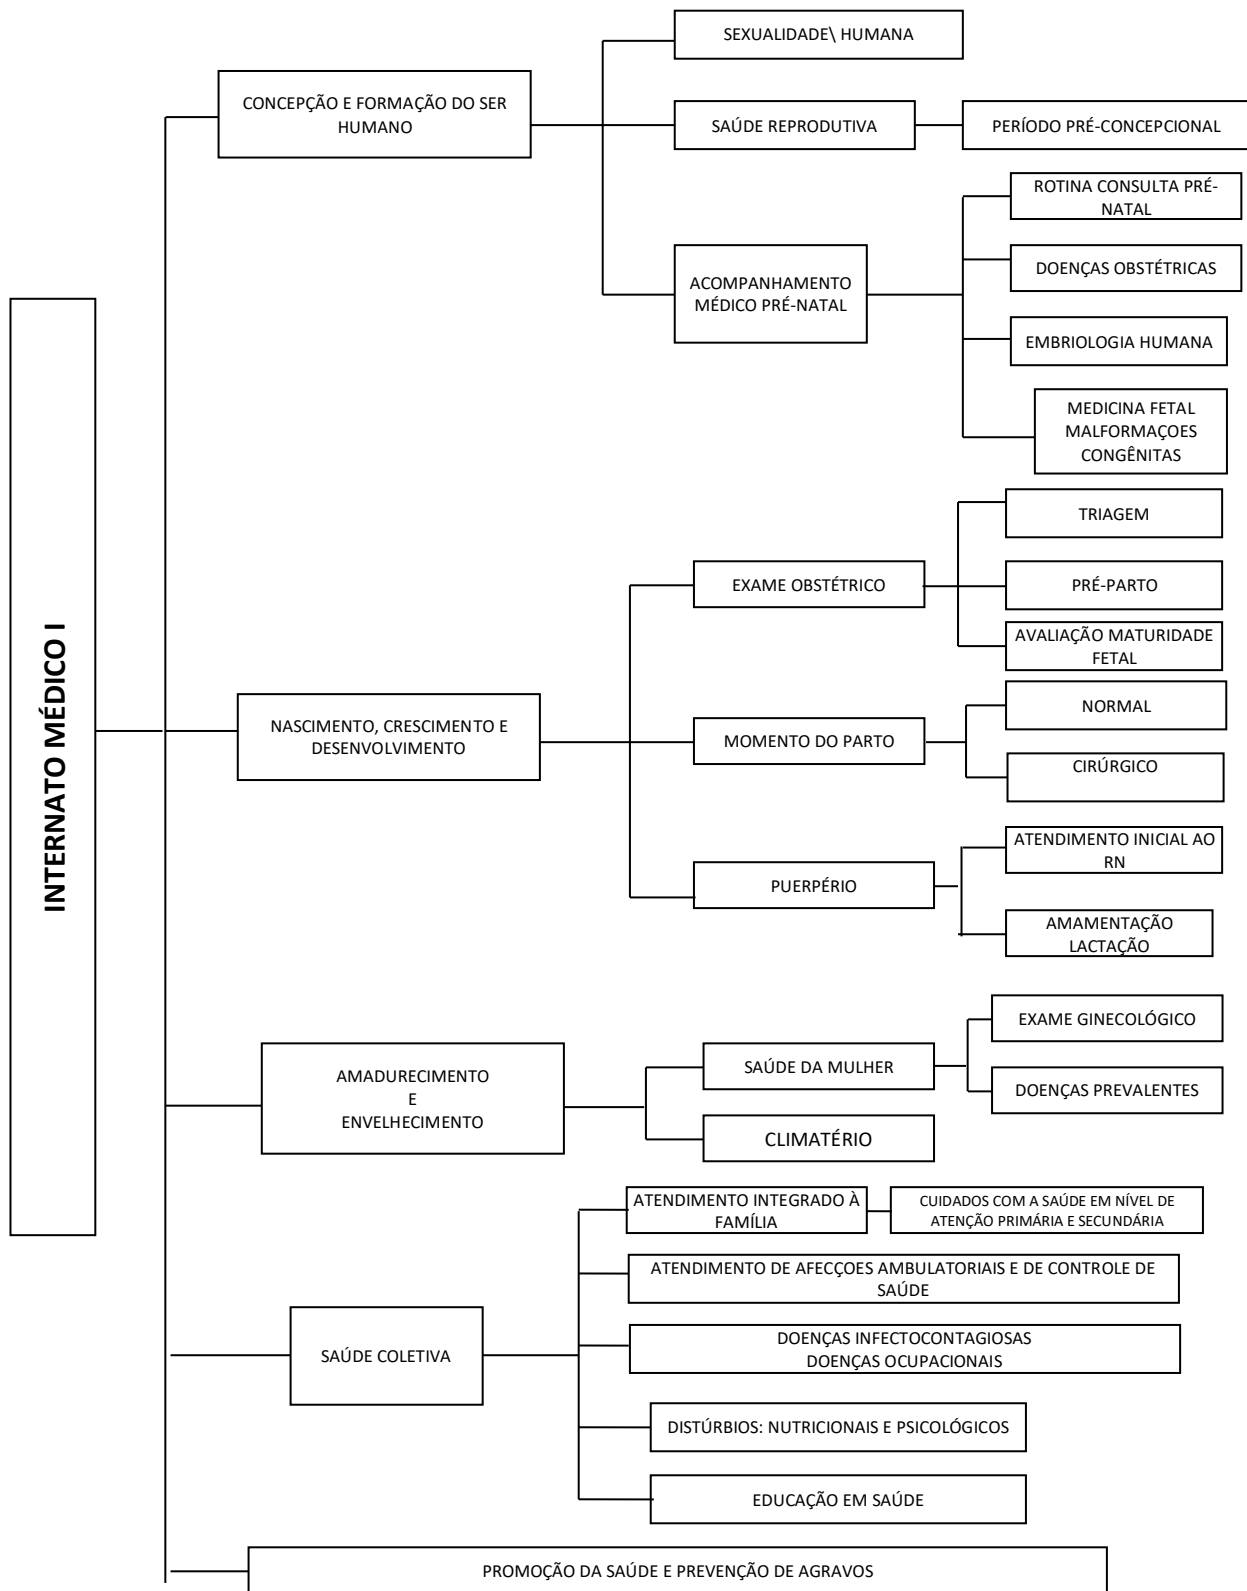 INTERNATO MÉDICO I
CONCEPÇÃO E FORMAÇÃO DO SER
HUMANO
SEXUALIDADE\ HUMANA
SAÚDE REPRODUTIVA
PERÍODO PRÉ-CONCEPCIONAL
ACOMPANHAMENTO
MÉDICO PRÉ-NATAL
ROTINA CONSULTA PRÉ-
NATAL
DOENÇAS OBSTÉTRICAS
EMBRIOLOGIA HUMANA
MEDICINA FETAL
MALFORMAÇOES
CONGÊNITAS
NASCIMENTO, CRESCIMENTO E
DESENVOLVIMENTO
EXAME OBSTÉTRICO
TRIAGEM
PRÉ-PARTO
AVALIAÇÃO MATURIDADE
FETAL
MOMENTO DO PARTO
NORMAL
CIRÚRGICO
PUERPÉRIO
ATENDIMENTO INICIAL AO
RN
AMAMENTAÇÃO
LACTAÇÃO
AMADURECIMENTO
E
ENVELHECIMENTO
SAÚDE DA MULHER
EXAME GINECOLÓGICO
DOENÇAS PREVALENTES
CLIMATÉRIO
SAÚDE COLETIVA
ATENDIMENTO INTEGRADO À
FAMÍLIA
CUIDADOS COM A SAÚDE EM NÍVEL DE
ATENÇÃO PRIMÁRIA E SECUNDÁRIA
ATENDIMENTO DE AFECÇOES AMBULATORIAIS E DE CONTROLE DE
SAÚDE
DOENÇAS INFECTOCONTAGIOSAS
DOENÇAS OCUPACIONAIS
DISTÚRBIOS: NUTRICIONAIS E PSICOLÓGICOS
EDUCAÇÃO EM SAÚDE
PROMOÇÃO DA SAÚDE E PREVENÇÃO DE AGRAVOS